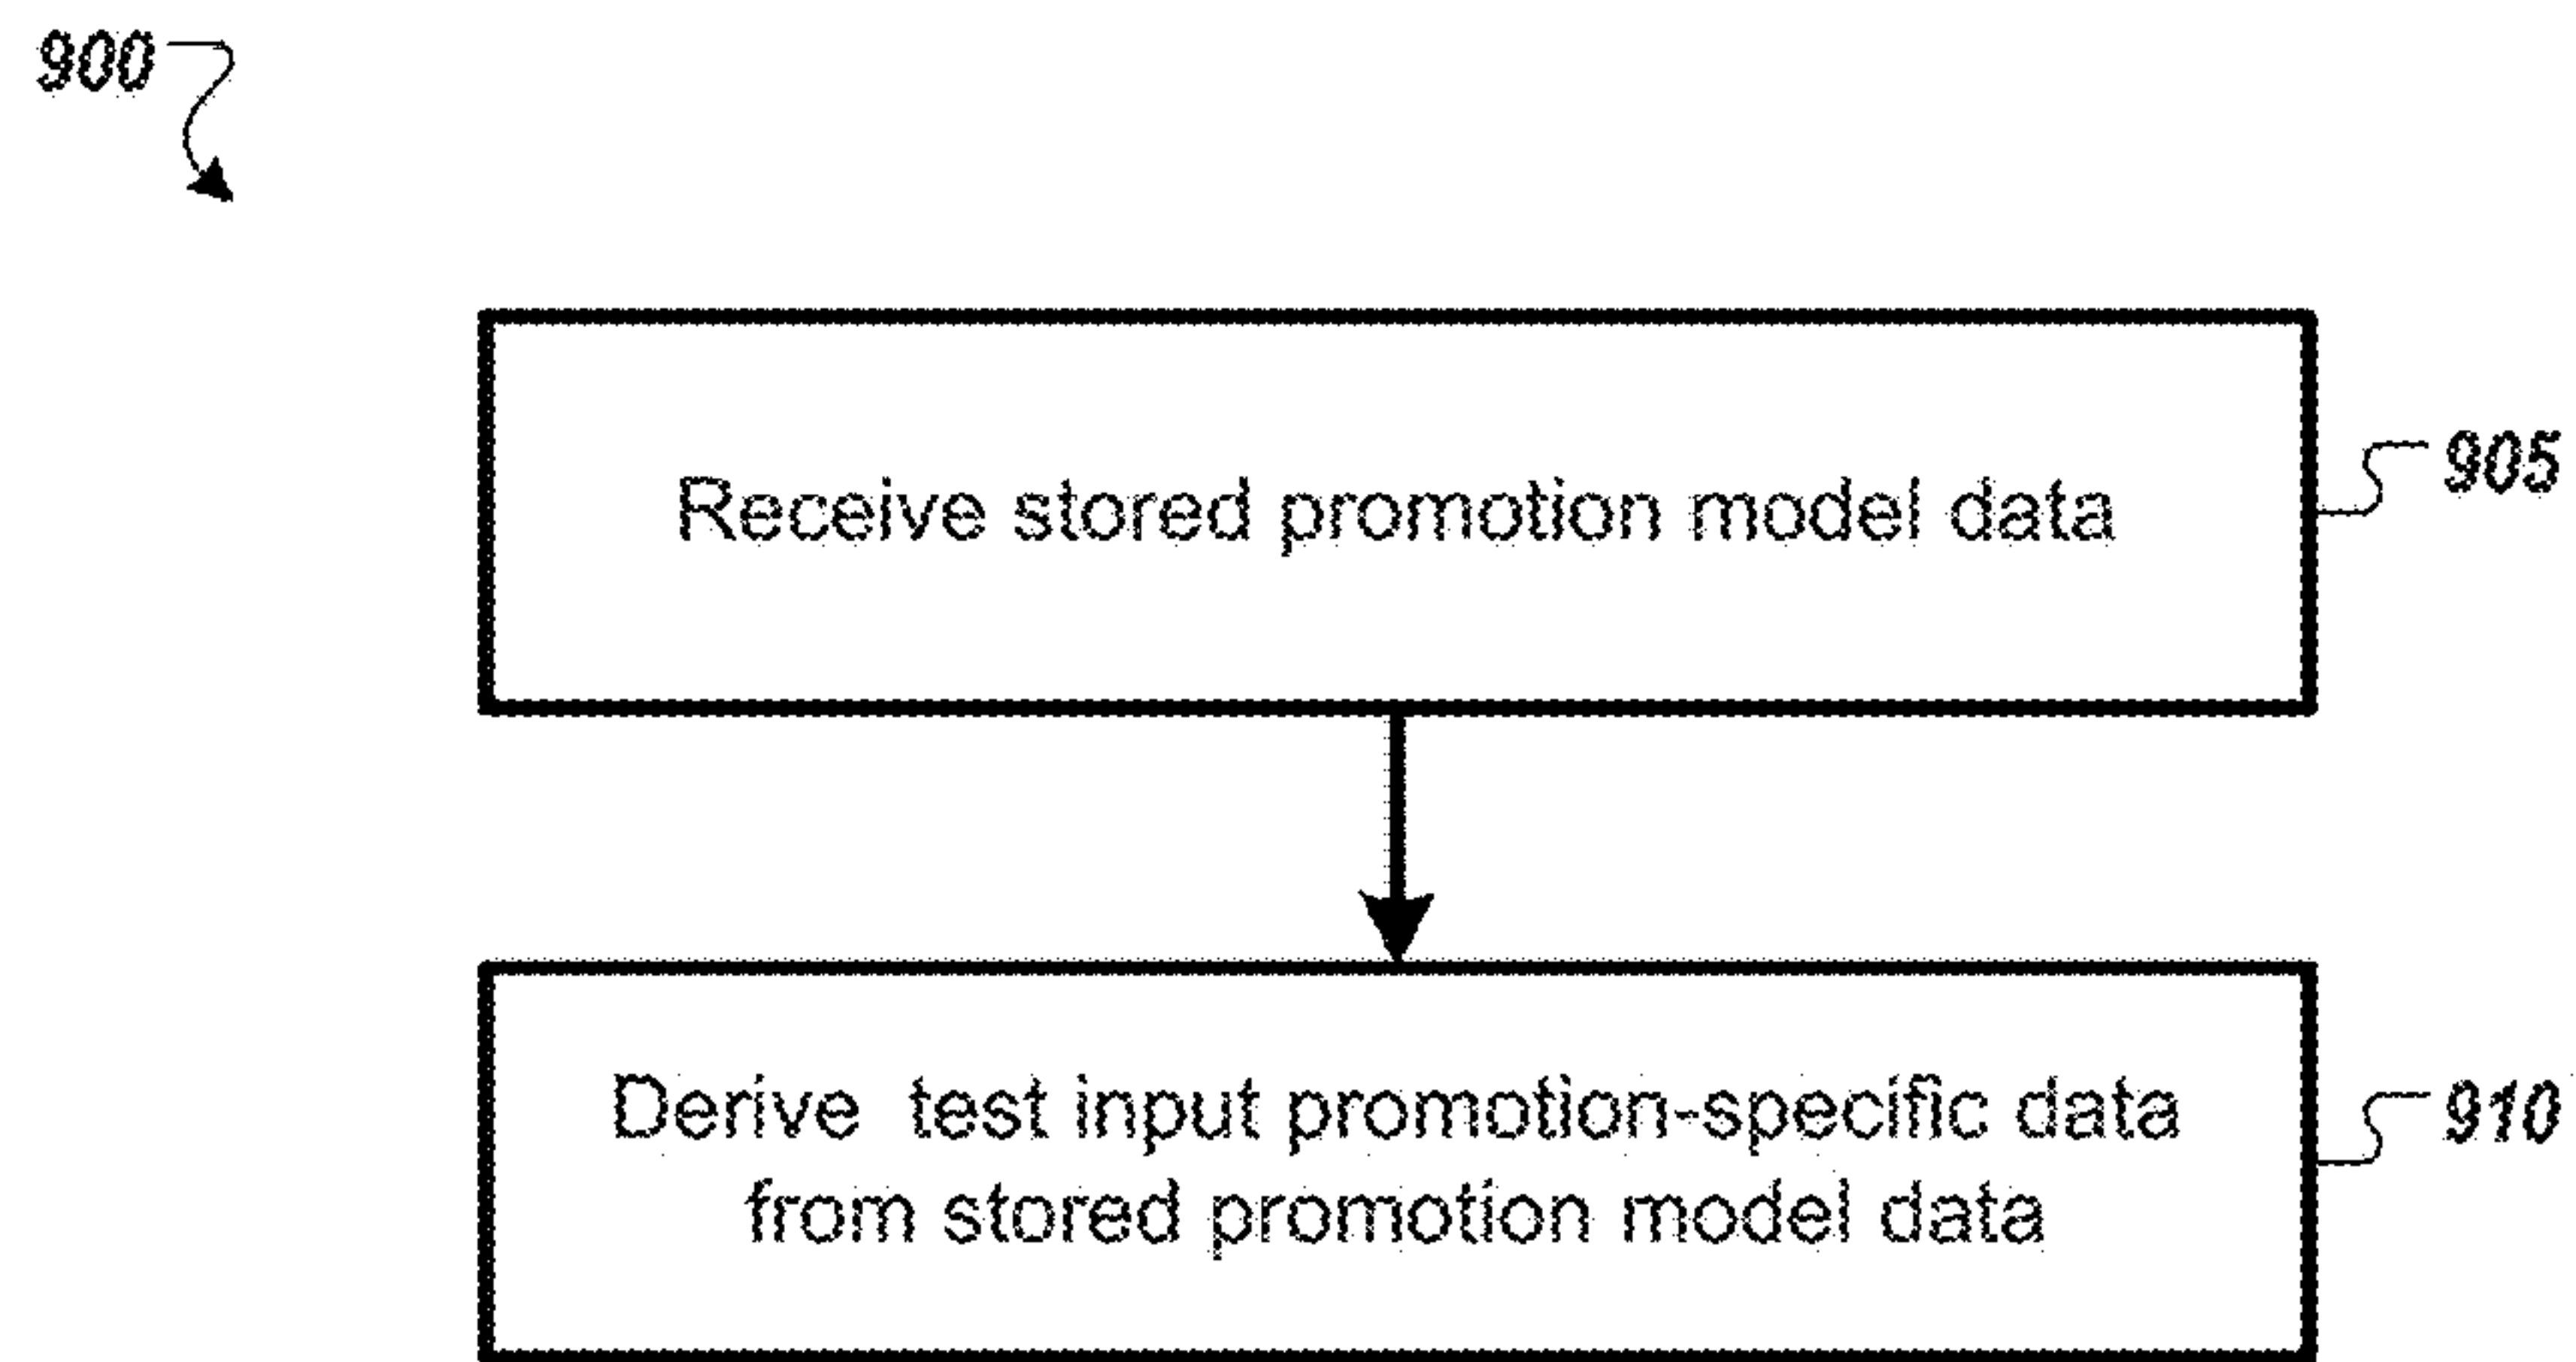 900
Receive stored promotion model data
905
Derive test input promotion-specific data
from stored promotion model data
910